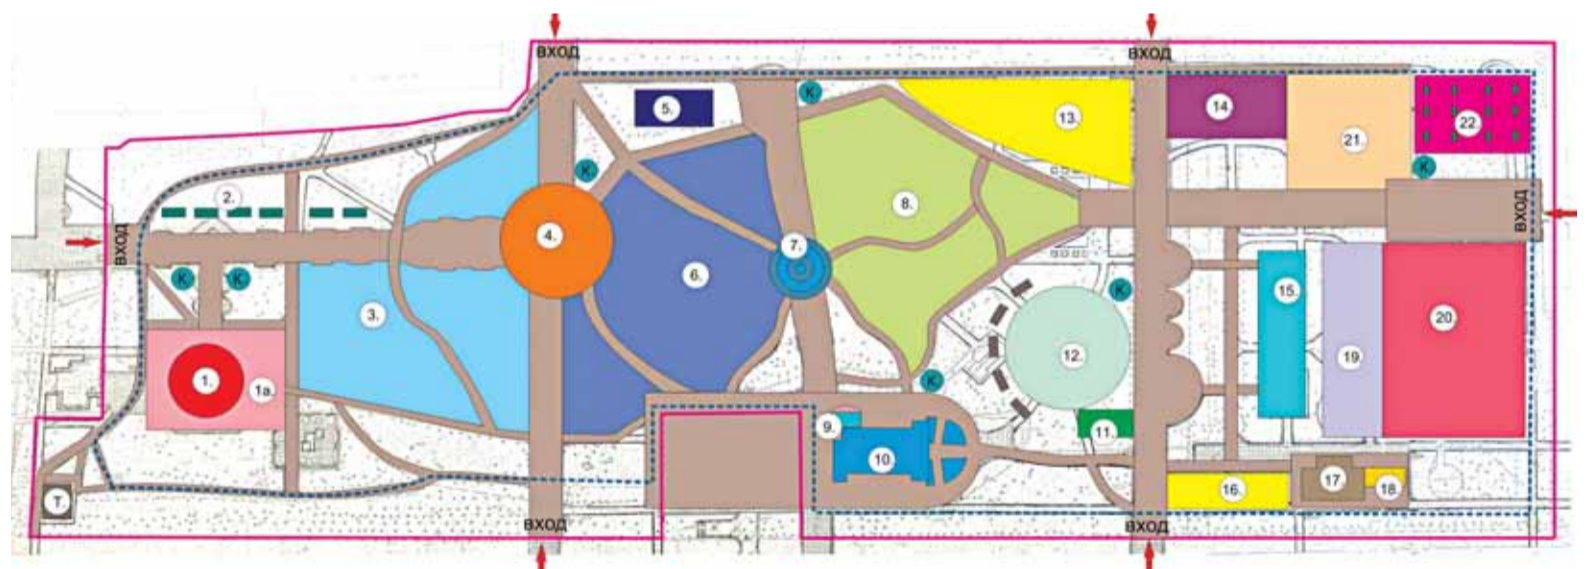 ВХОД
ВХОД
5.
К
13.
14
21.
22.
К
К
2.
8.
ВХОД
4.
7.
ВХОД
К
К
6.
15.
К
3.
20.
12.
19.
1.
1а.
К
9.
11.
10
17.
18.
16.
Т.
ВХОД
ВХОД